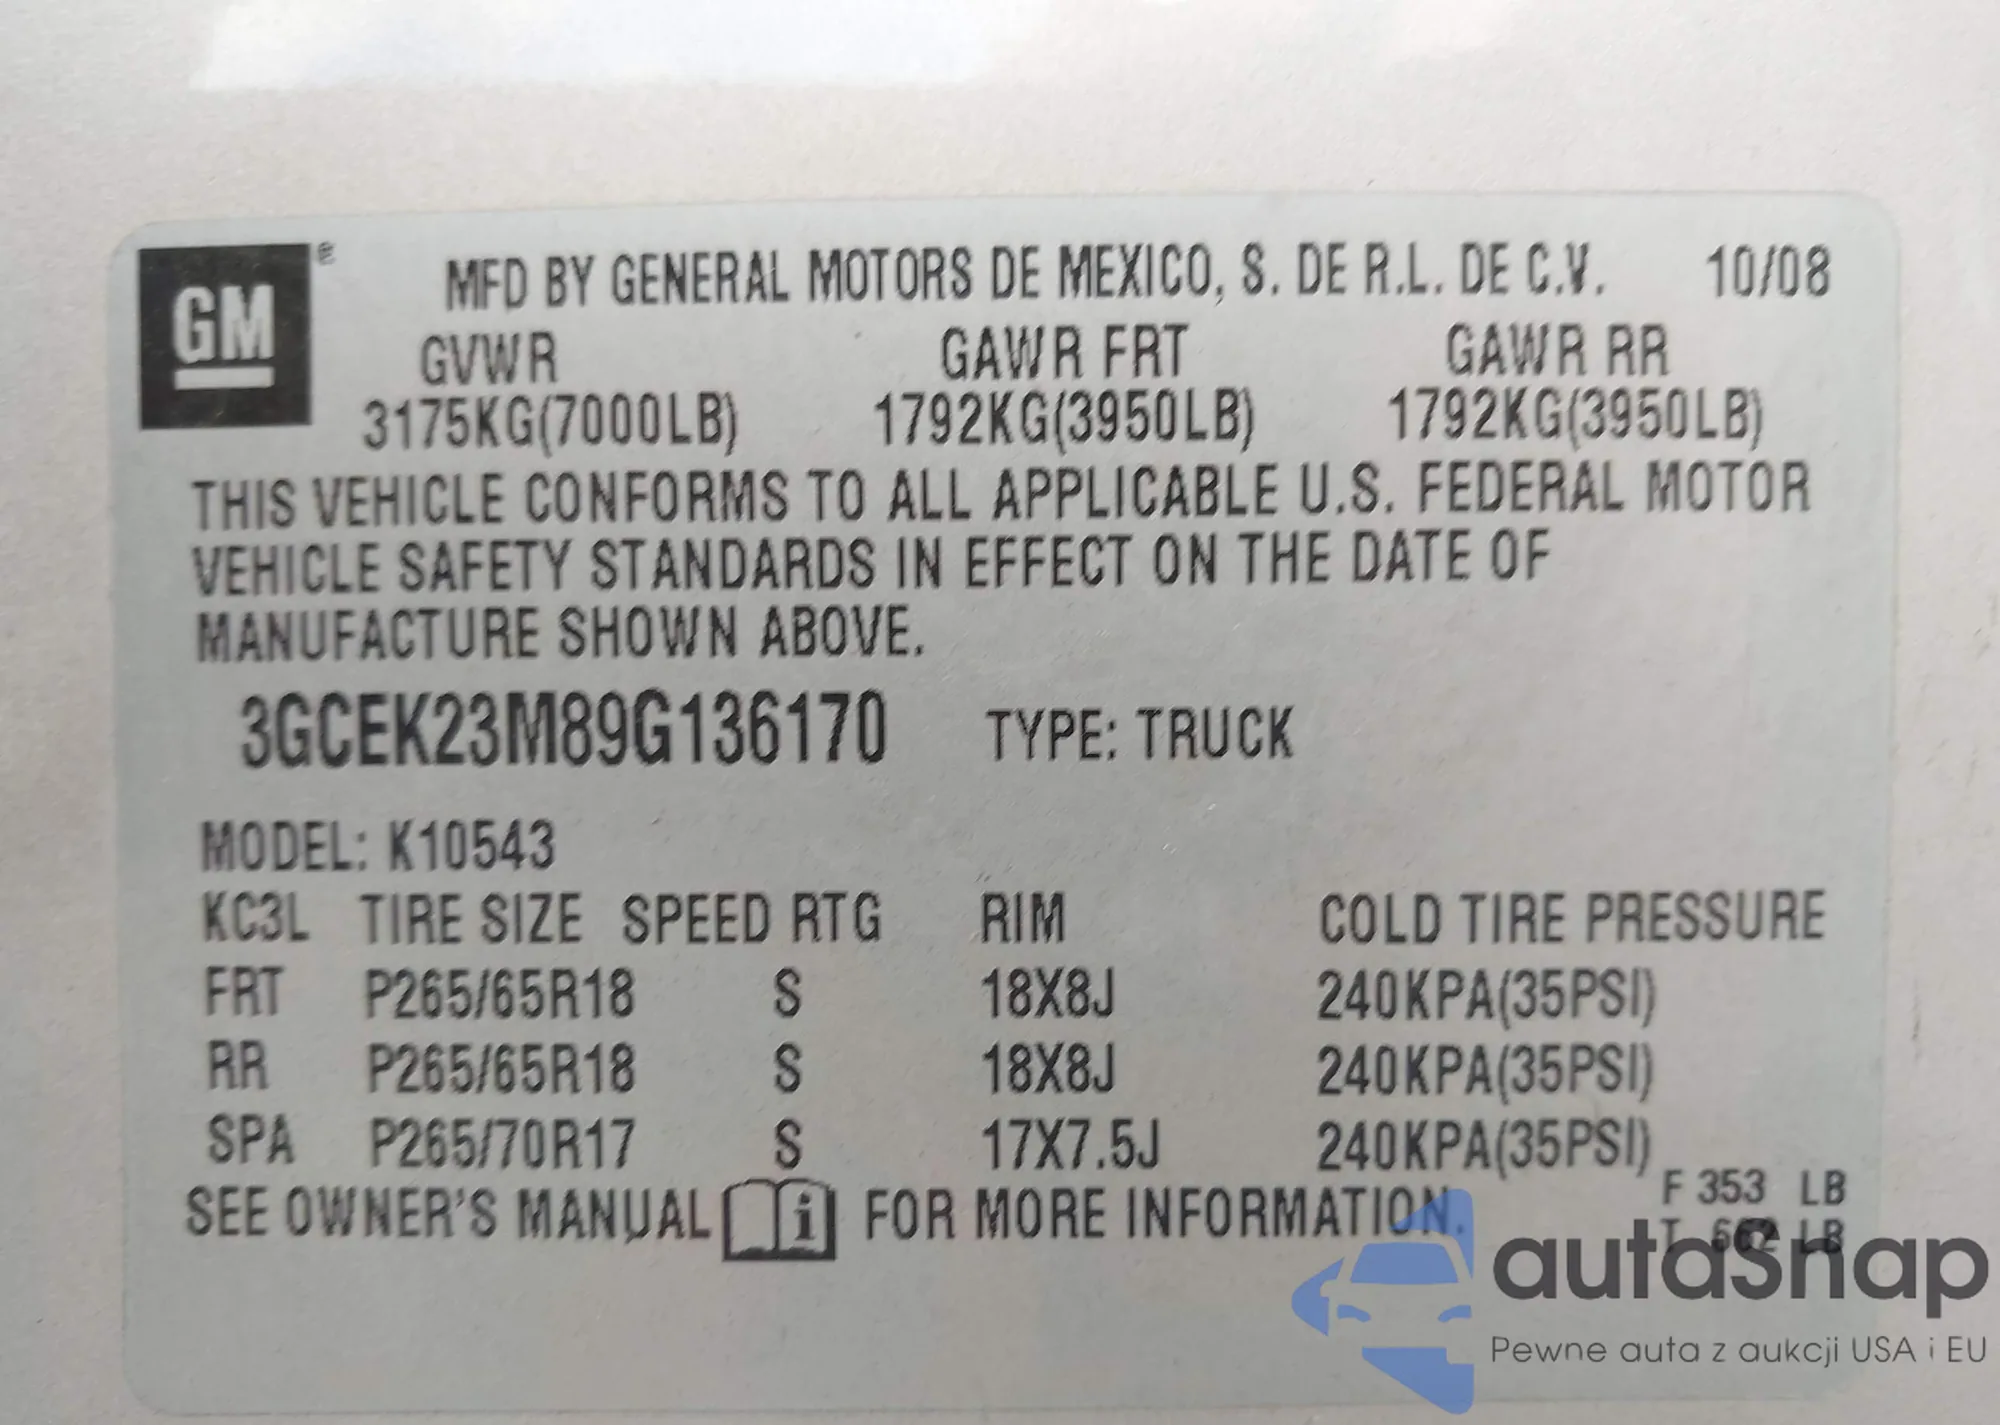 GM ®
MFD BY GENERAL MOTORS DE MEXICO, S. DE R.L. DE C.V. 10/08
GVWR GAWR FRT GAWR RR
3175KG(7000LB) 1792KG(3950LB) 1792KG(3950LB)
THIS VEHICLE CONFORMS TO ALL APPLICABLE U.S. FEDERAL MOTOR
VEHICLE SAFETY STANDARDS IN EFFECT ON THE DATE OF
MANUFACTURE SHOWN ABOVE.
3GCEK23M89G136170 TYPE: TRUCK
MODEL: K10543
KC3L TIRE SIZE SPEED RTG RIM COLD TIRE PRESSURE
FRT P265/65R18 S 18X8J 240KPA(35PSI)
RR P265/65R18 S 18X8J 240KPA(35PSI)
SPA P265/70R17 S 17X7.5J 240KPA(35PSI)
SEE OWNER'S MANUAL i FOR MORE INFORMATION.
F 353 LB
T 662 LB
autasnap
Pewne auta z aukcji USA i EU